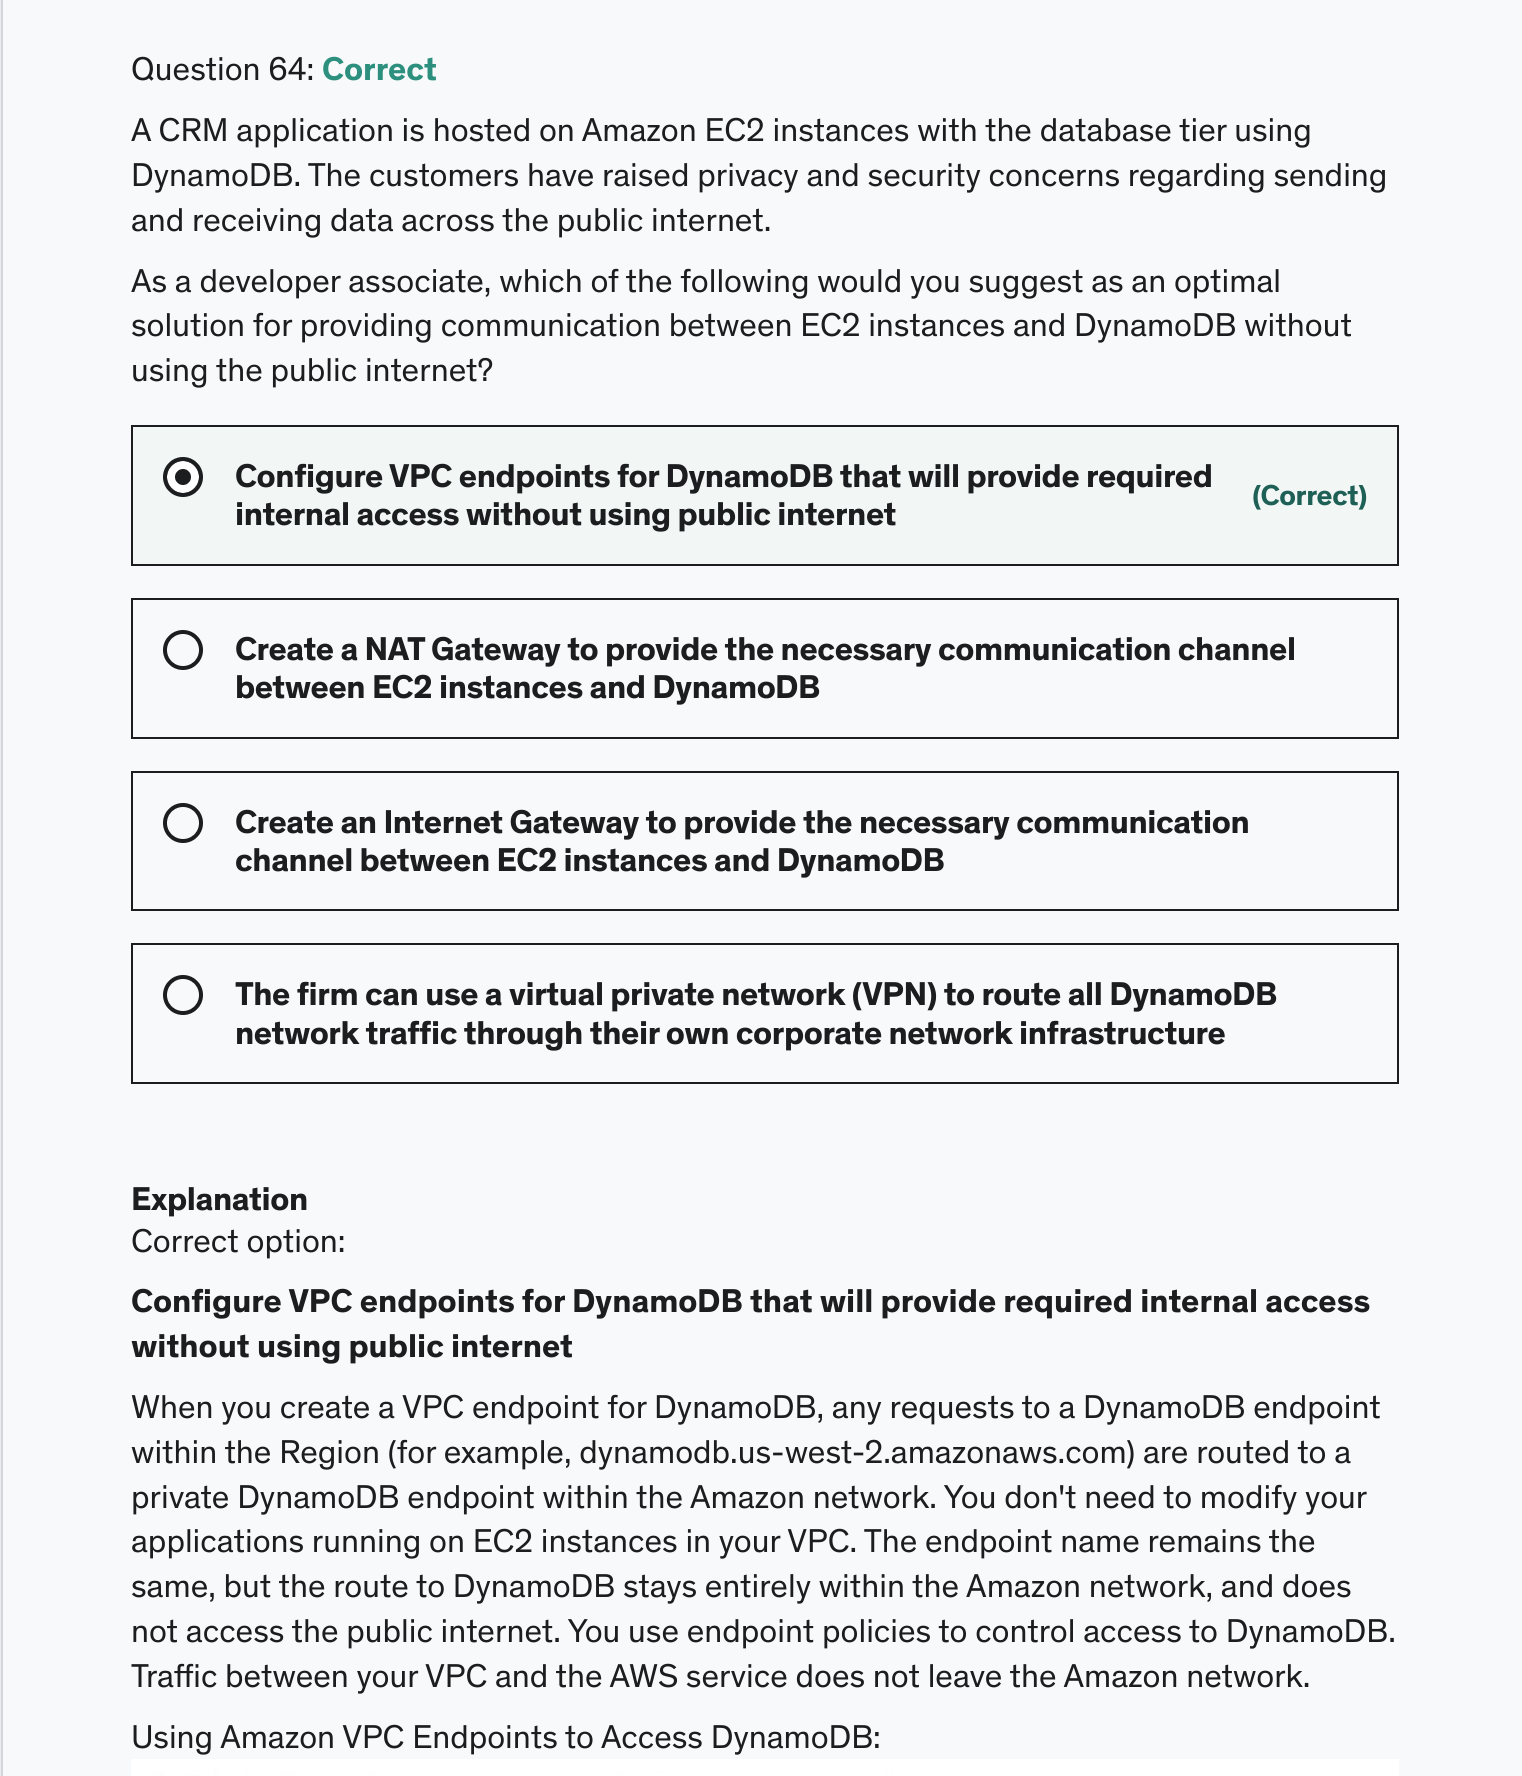 Question 64: Correct
A CRM application is hosted on Amazon EC2 instances with the database tier using
DynamoDB. The customers have raised privacy and security concerns regarding sending
and receiving data across the public internet.
As a developer associate, which of the following would you suggest as an optimal
solution for providing communication between EC2 instances and DynamoDB without
using the public internet?
Configure VPC endpoints for DynamoDB that will provide required
internal access without using public internet
(Correct)
Create a NAT Gateway to provide the necessary communication channel
between EC2 instances and DynamoDB
Create an Internet Gateway to provide the necessary communication
channel between EC2 instances and DynamoDB
The firm can use a virtual private network (VPN) to route all DynamoDB
network traffic through their own corporate network infrastructure
Explanation
Correct option:
Configure VPC endpoints for DynamoDB that will provide required internal access
without using public internet
When you create a VPC endpoint for DynamoDB, any requests to a DynamoDB endpoint
within the Region (for example, dynamodb.us-west-2.amazonaws.com) are routed to a
private DynamoDB endpoint within the Amazon network. You don't need to modify your
applications running on EC2 instances in your VPC. The endpoint name remains the
same, but the route to DynamoDB stays entirely within the Amazon network, and does
not access the public internet. You use endpoint policies to control access to DynamoDB.
Traffic between your VPC and the AWS service does not leave the Amazon network.
Using Amazon VPC Endpoints to Access DynamoDB: